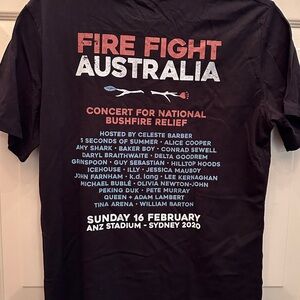 FIRE FIGHT
AUSTRALIA
CONCERT FOR NATIONAL
BUSHFIRE RELIEF
HOSTED BY CELESTE BARBER
5 SECONDS OF SUMMER • ALICE COOPER
AMY SHARK • BAKER BOY • CONRAD SEWELL
DARYL BRAITHWAITE • DELTA GOODREM
GRINSPOON • GUY SEBASTIAN • HILLTOP HOODS
ICEHOUSE • ILLY • JESSICA MAUBOY
JOHN FARNHAM • k.d. lang • LEE KERNAGHAN
MICHAEL BUBLÉ • OLIVIA NEWTON-JOHN
PEKING DUK • PETE MURRAY
QUEEN + ADAM LAMBERT
TINA ARENA • WILLIAM BARTON
SUNDAY 16 FEBRUARY
ANZ STADIUM - SYDNEY 2020